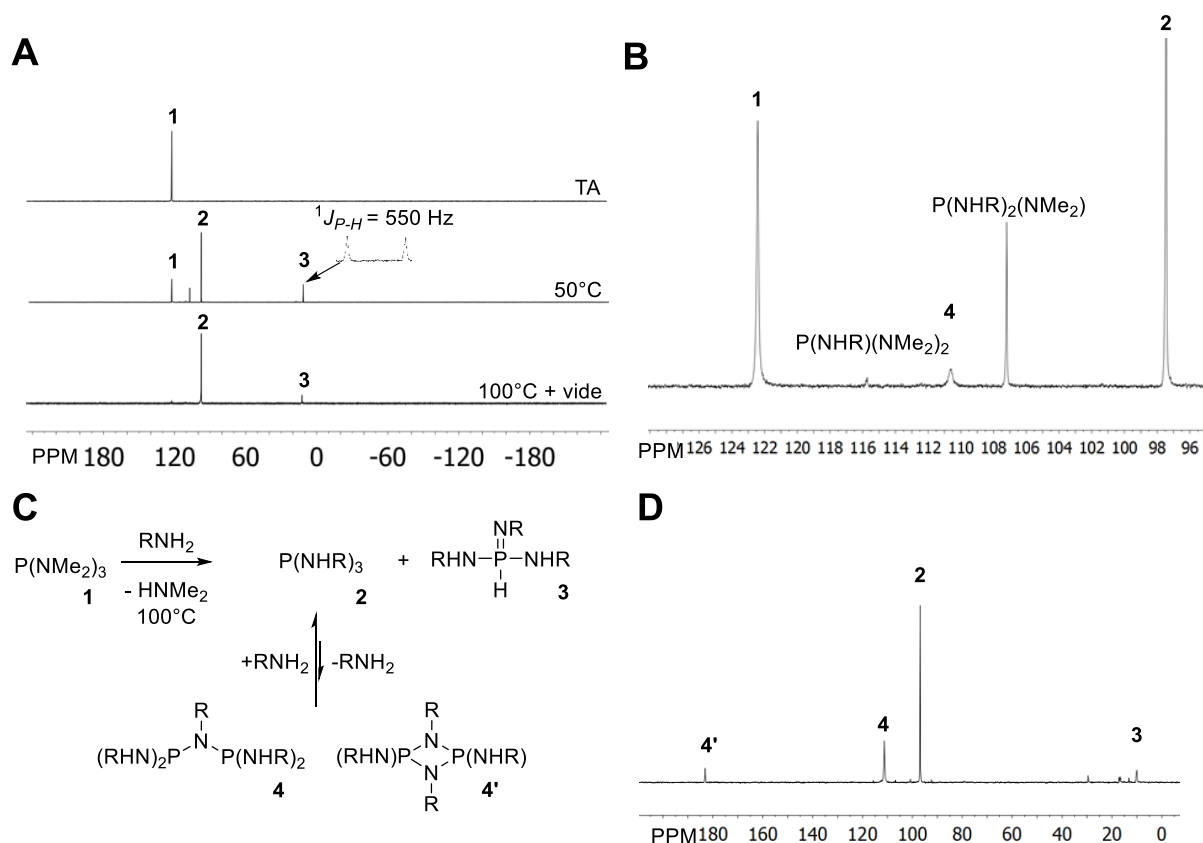 A
1
TA
2
¹J_P-H = 550 Hz
1
3
50°C
2
3
100°C + vide
PPM 180 120 60 0 -60 -120 -180
B
2
1
P(NHR)₂(NMe₂)
4
P(NHR)(NMe₂)₂
PPM 126 124 122 120 118 116 114 112 110 108 106 104 102 100 98 96
C
P(NMe₂)₃
1
RNH₂
- HNMe₂
100°C
P(NHR)₃
2
+
NR
RHN P NHR
H
3
+RNH₂
-RNH₂
R
N
(RHN)₂P P(NHR)₂
4
R
N
(RHN)P P(NHR)
N
R
4'
D
2
4
4'
3
PPM 180 160 140 120 100 80 60 40 20 0